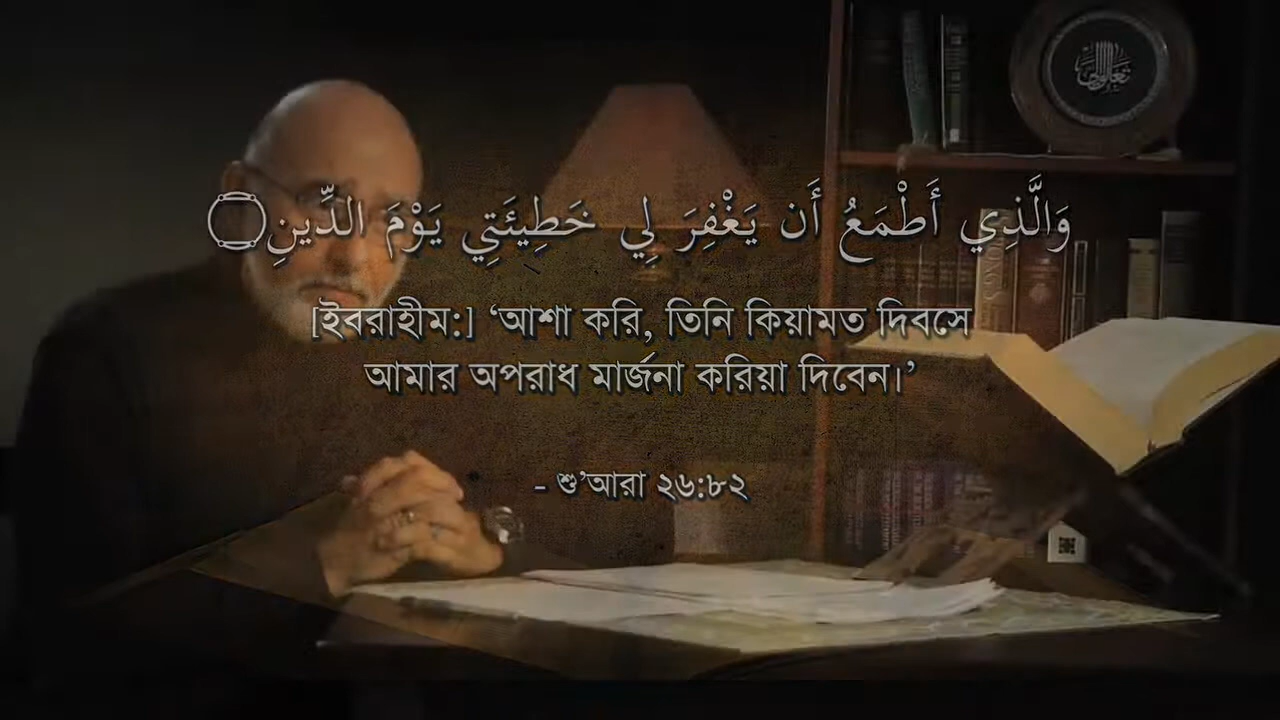 وَالَّذِي أَطْمَعُ أَن يَغْفِرَ لِي خَطِيئَتِي يَوْمَ الدِّينِ
[ইবরাহীম:] ‘আশা করি, তিনি কিয়ামত দিবসে
আমার অপরাধ মার্জনা করিয়া দিবেন।’
- শু’আরা ২৬:৮২